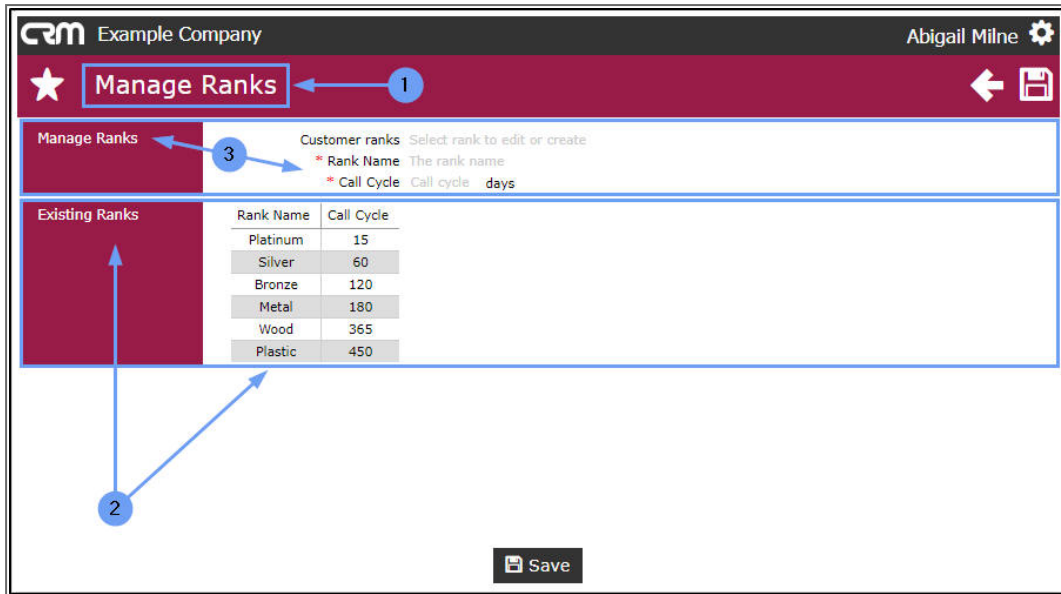 CRM Example Company Abigail Milne
Manage Ranks 1
Manage Ranks 3 Customer ranks Select rank to edit or create
* Rank Name The rank name
* Call Cycle Call cycle days
Existing Ranks Rank Name Call Cycle
Platinum 15
Silver 60
Bronze 120
Metal 180
Wood 365
Plastic 450
2
Save